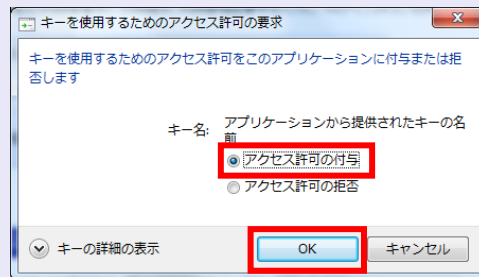 キーを使用するためのアクセス許可の要求
キーを使用するためのアクセス許可をこのアプリケーションに付与または拒
否します
キー名: アプリケーションから提供されたキーの名
前
アクセス許可の付与
アクセス許可の拒否
キーの詳細の表示 OK キャンセル